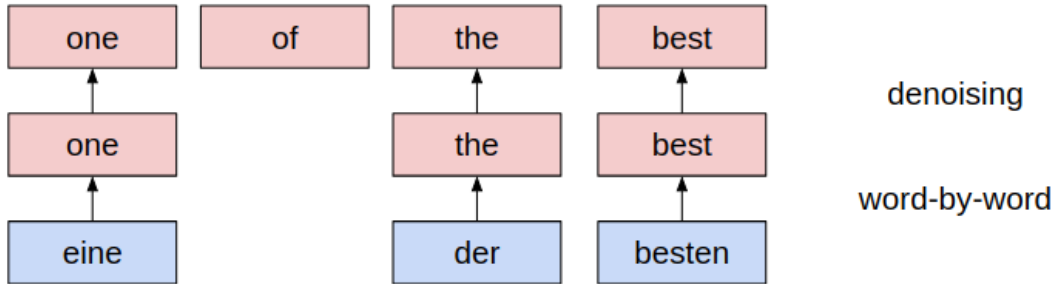 one of the best
denoising
one the best
word-by-word
eine der besten